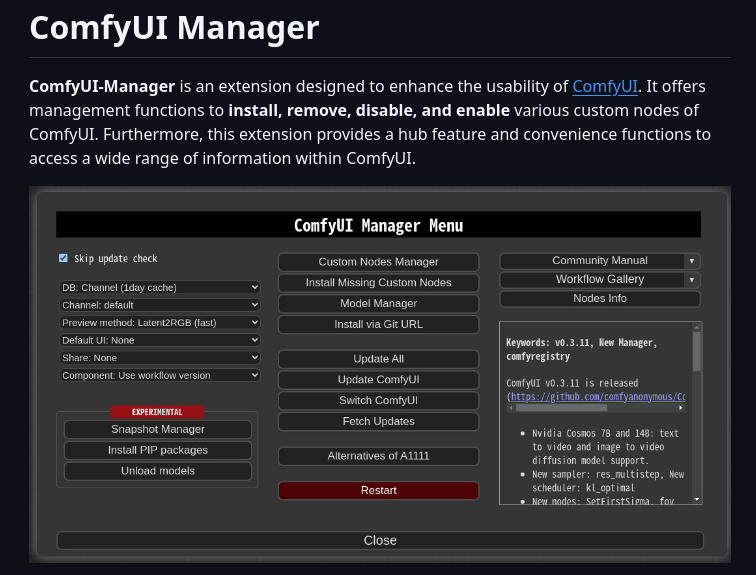 ComfyUI Manager
ComfyUI-Manager is an extension designed to enhance the usability of ComfyUI. It offers
management functions to install, remove, disable, and enable various custom nodes of
ComfyUI. Furthermore, this extension provides a hub feature and convenience functions to
access a wide range of information within ComfyUI.
ComfyUI Manager Menu
Skip update check
DB: Channel (1day cache)
Channel: default
Preview method: Latent2RGB (fast)
Default UI: None
Share: None
Component: Use workflow version
EXPERIMENTAL
Snapshot Manager
Install PIP packages
Unload models
Custom Nodes Manager
Install Missing Custom Nodes
Model Manager
Install via Git URL
Update All
Update ComfyUI
Switch ComfyUI
Fetch Updates
Alternatives of A1111
Restart
Community Manual
Workflow Gallery
Nodes Info
Keywords: v0.3.11, New Manager,
comfyregistry
ComfyUI v0.3.11 is released
(https://github.com/comfyanonymous/Cc
Nvidia Cosmos 7B and 14B: text
to video and image to video
diffusion model support.
New sampler: res_multistep, New
scheduler: kl_optimal
New nodes: SetFirstSigma, fov
Close